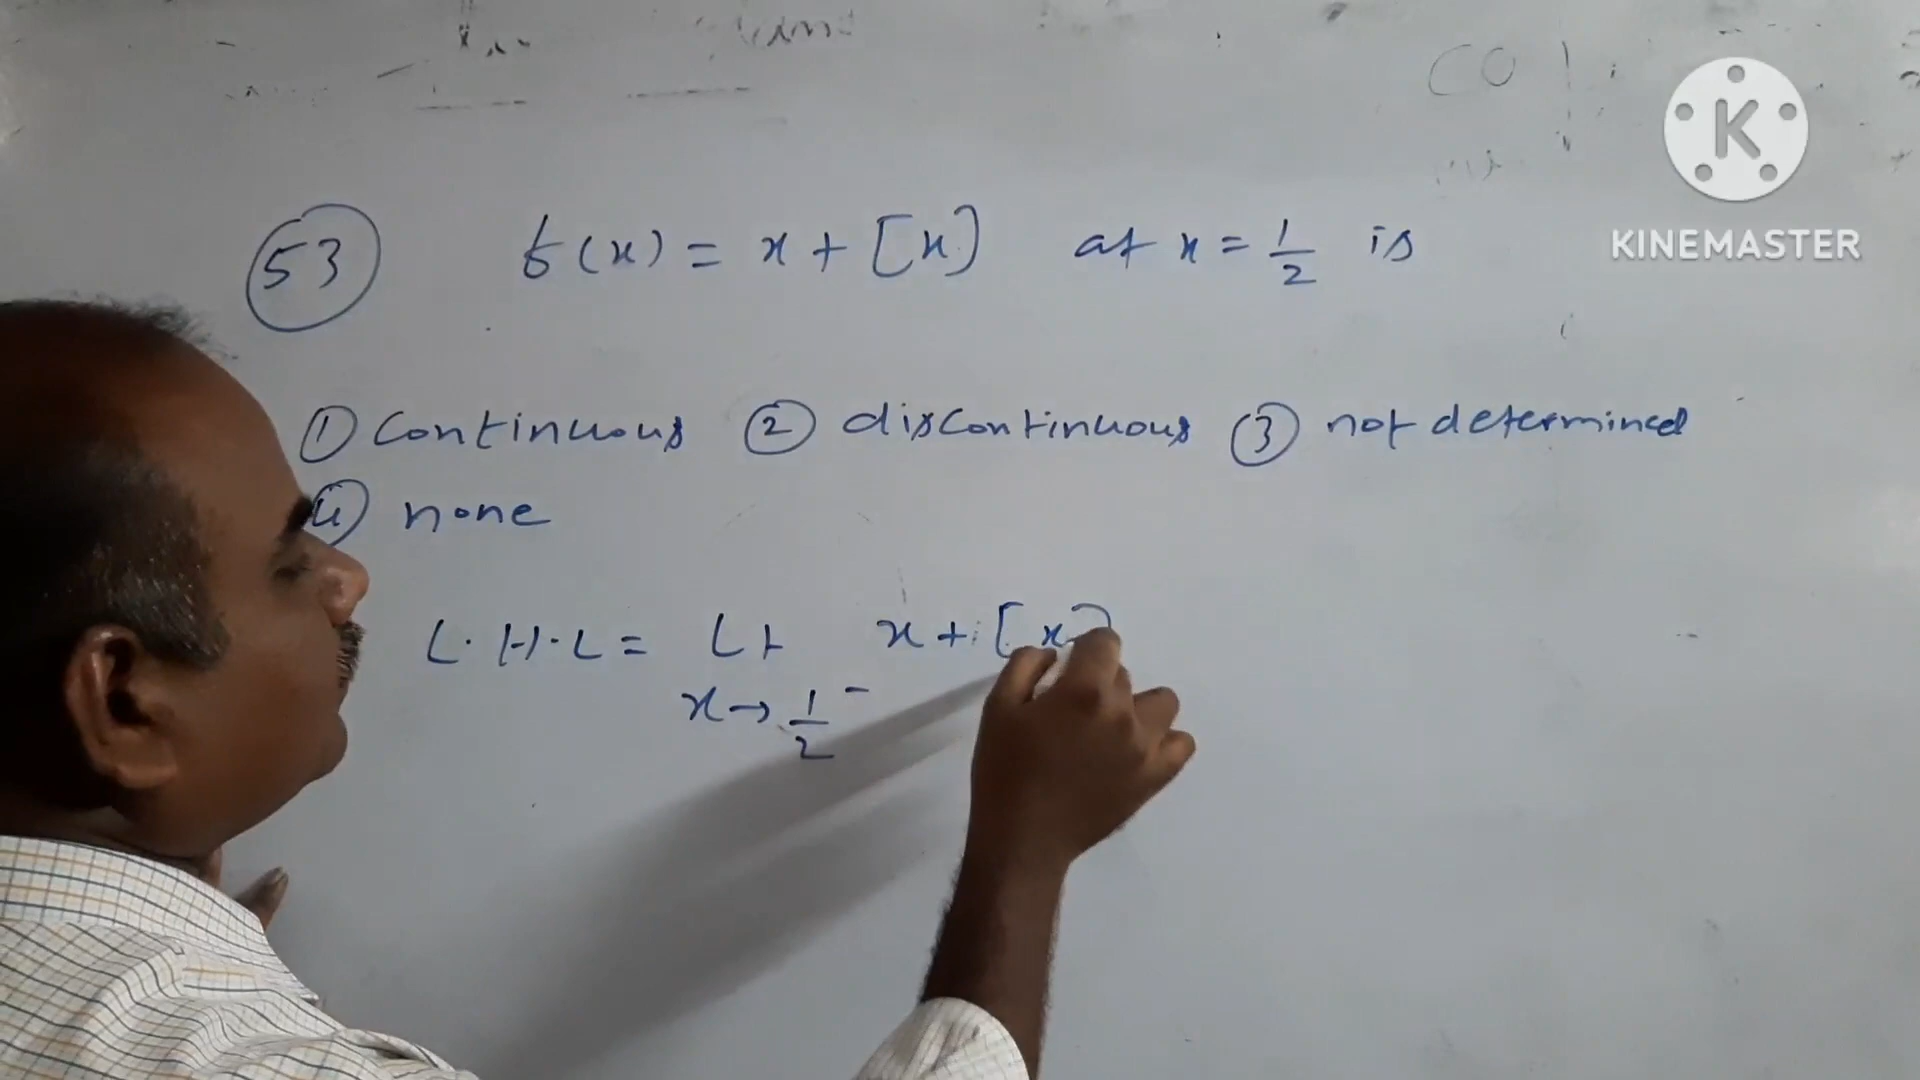 KINEMASTER
53 f(x) = x + [x] at x = 1/2 is
① Continuous ② discontinuous ③ not determined
④ none
L.H.L = Lt x + [x]
x → 1/2⁻